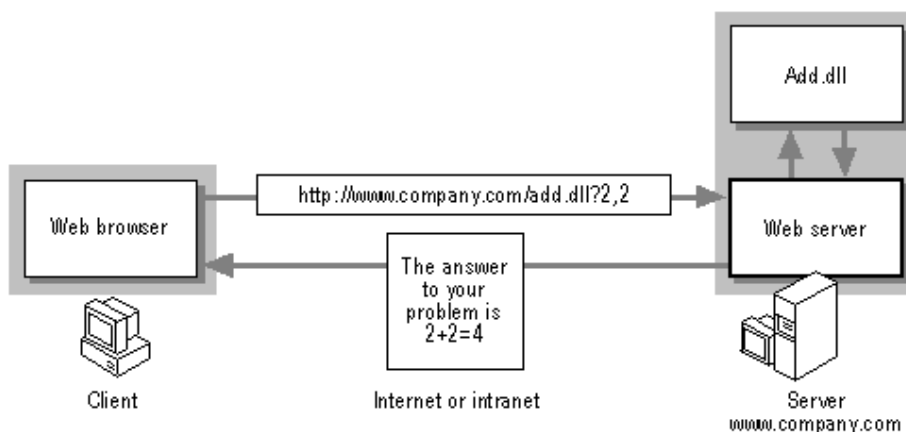 Add.dll
http://www.company.com/add.dll?2,2
Web browser
Web server
The answer
to your
problem is
2+2=4
Client
Internet or intranet
Server
www.company.com